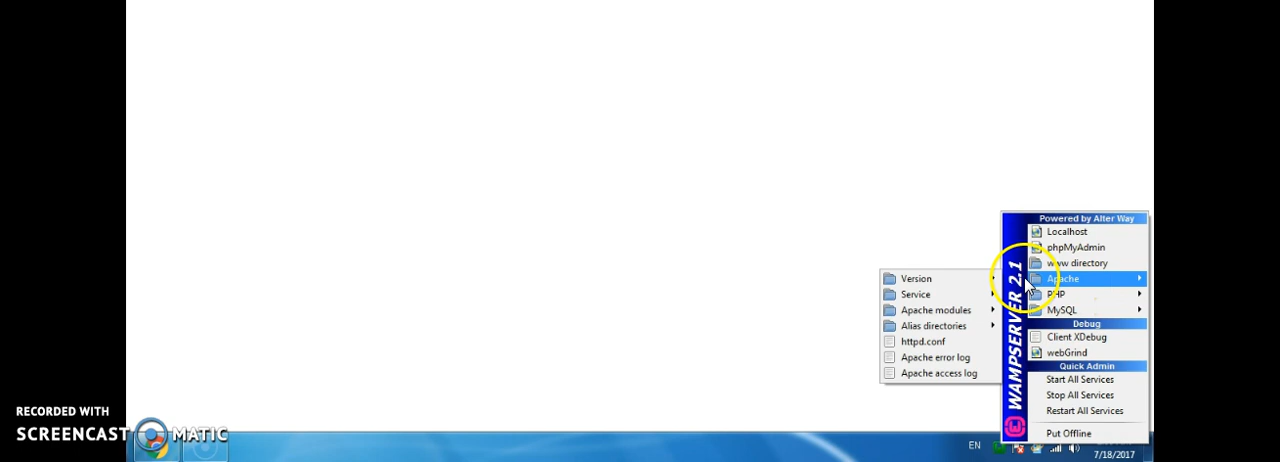 Powered by Alter Way
Localhost
phpMyAdmin
www directory
Apache
PHP
MySQL
Debug
Client XDebug
webGrind
Quick Admin
Start All Services
Stop All Services
Restart All Services
Put Offline
WAMPSERVER 2.1
Version
Service
Apache modules
Alias directories
httpd.conf
Apache error log
Apache access log
RECORDED WITH
SCREENCAST MATIC
EN
7/18/2017